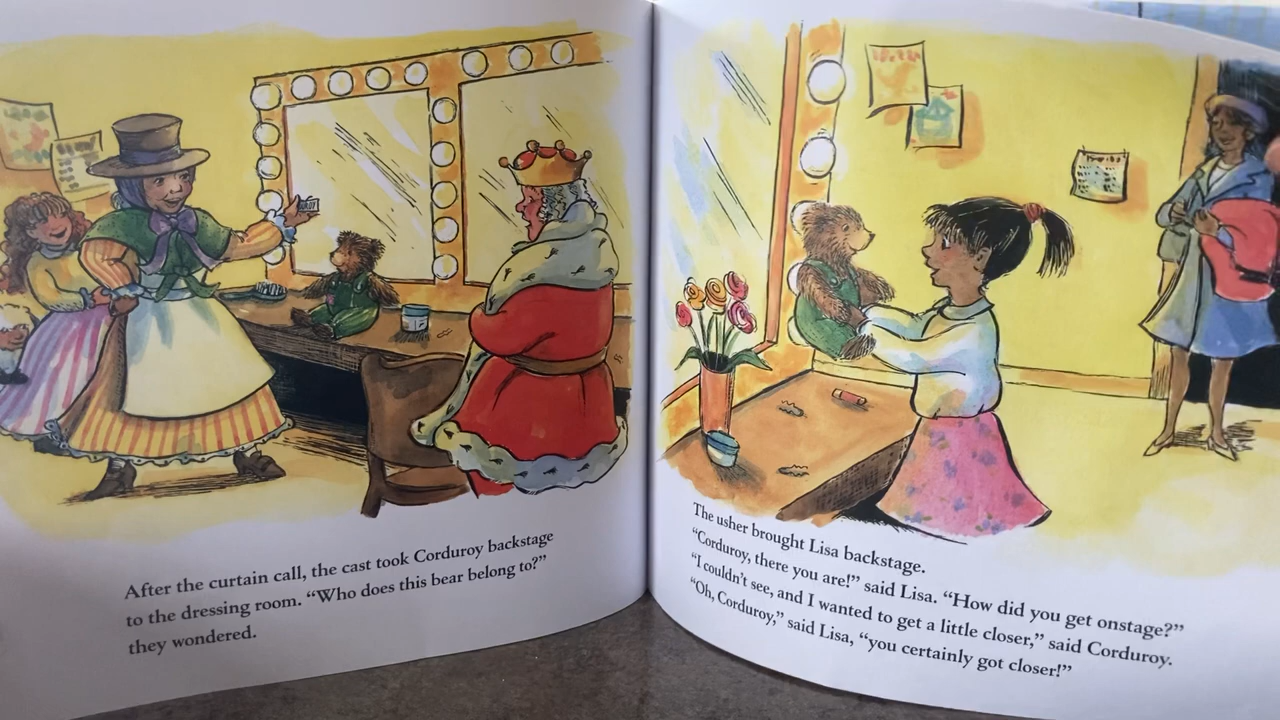 After the curtain call, the cast took Corduroy backstage
to the dressing room. “Who does this bear belong to?”
they wondered.
The usher brought Lisa backstage.
“Corduroy, there you are!” said Lisa. “How did you get onstage?”
“I couldn’t see, and I wanted to get a little closer,” said Corduroy.
“Oh, Corduroy,” said Lisa, “you certainly got closer!”